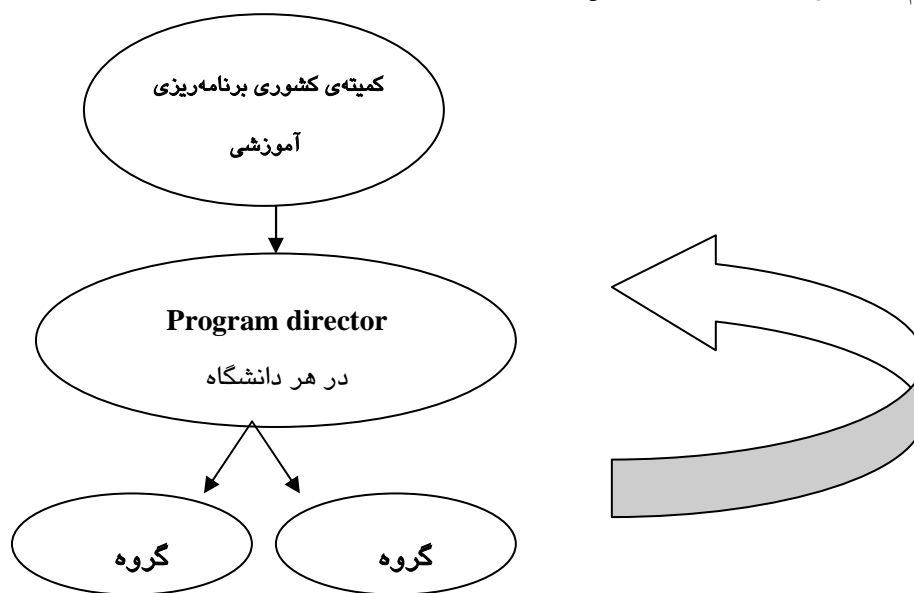 کمیته‌ی کشوری برنامه‌ریزی
آموزشی
Program director
در هر دانشگاه
گروه
گروه